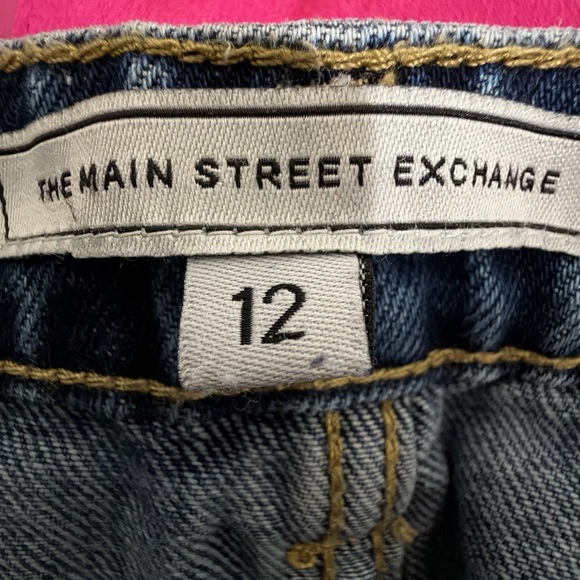 THE MAIN STREET EXCHANGE
12